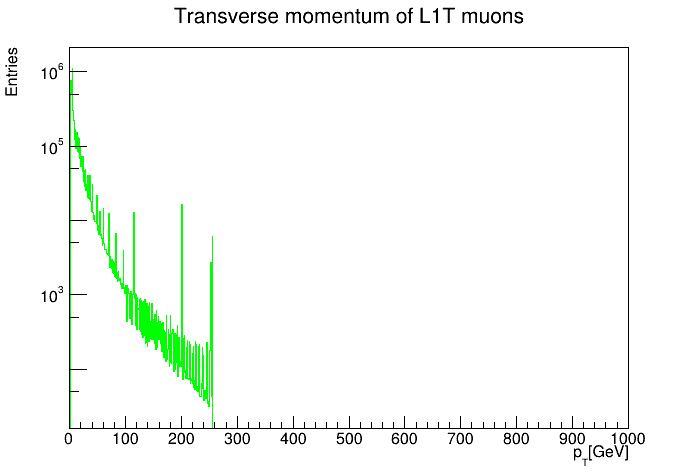 Transverse momentum of L1T muons
Entries
10^6
10^5
10^3
0 100 200 300 400 500 600 700 800 900 1000
p_T[GeV]